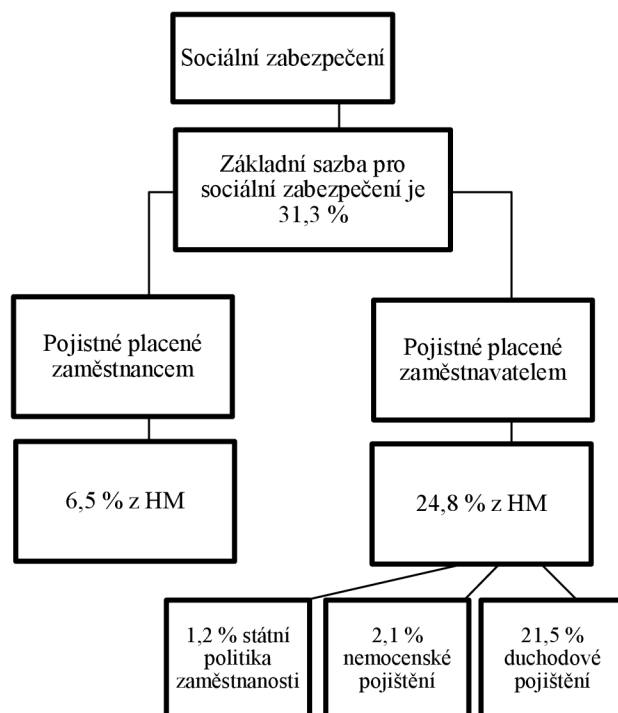 Sociální zabezpečení
Základní sazba pro
sociální zabezpečení je
31,3 %
Pojistné placené
zaměstnancem
Pojistné placené
zaměstnavatelem
6,5 % z HM
24,8 % z HM
1,2 % státní
politika
zaměstnanosti
2,1 %
nemocenské
pojištění
21,5 %
duchodové
pojištění